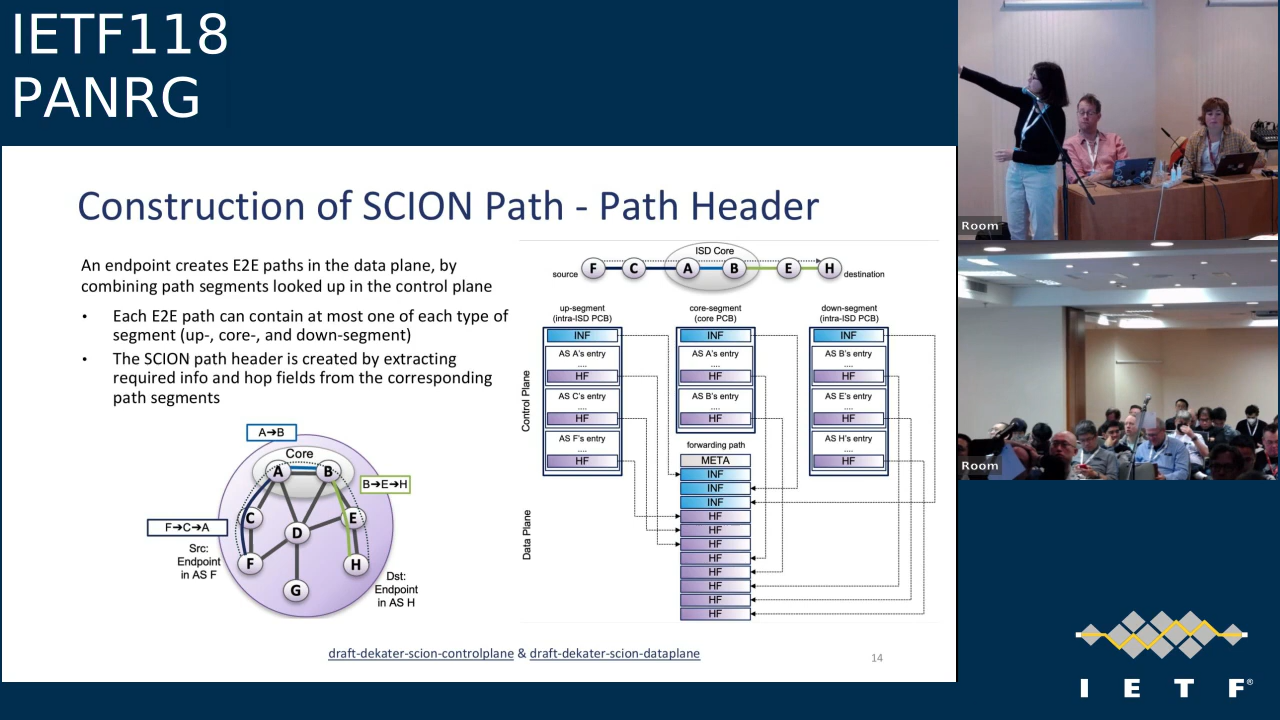 IETF118
PANRG
Construction of SCION Path - Path Header
An endpoint creates E2E paths in the data plane, by
combining path segments looked up in the control plane
• Each E2E path can contain at most one of each type of
segment (up-, core-, and down-segment)
• The SCION path header is created by extracting
required info and hop fields from the corresponding
path segments
A➔B
Core
A B
B➔E➔H
C E
F➔C➔A
D
Src:
Endpoint
in AS F
F H
G
Dst:
Endpoint
in AS H
ISD Core
source F C A B E H destination
up-segment
(intra-ISD PCB)
core-segment
(core PCB)
down-segment
(intra-ISD PCB)
Control Plane
INF
AS A's entry
....
HF
AS C's entry
....
HF
AS F's entry
....
HF
INF
AS A's entry
....
HF
AS B's entry
....
HF
INF
AS B's entry
....
HF
AS E's entry
....
HF
AS H's entry
....
HF
Data Plane
forwarding path
META
INF
INF
INF
HF
HF
HF
HF
HF
HF
HF
HF
draft-dekater-scion-controlplane & draft-dekater-scion-dataplane
14
Room
Room
I E T F®